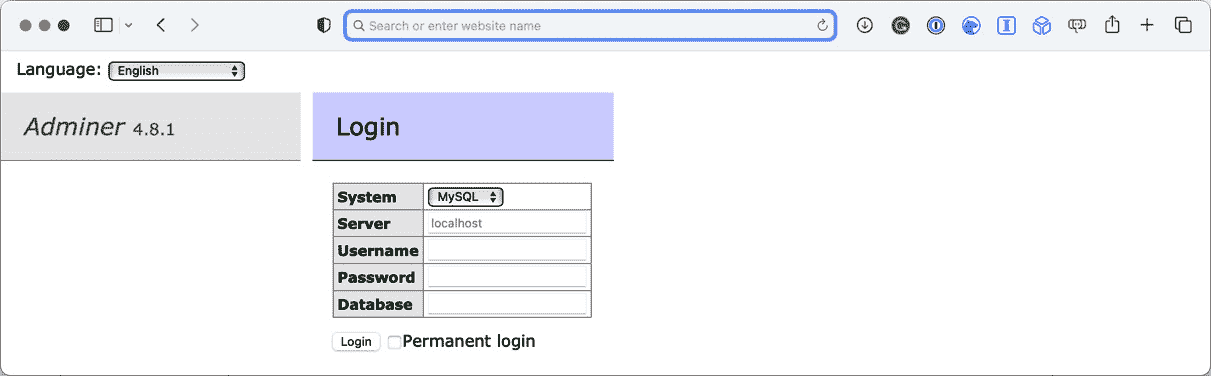 Search or enter website name
Language: English
Adminer 4.8.1
Login
System MySQL
Server localhost
Username
Password
Database
Login Permanent login